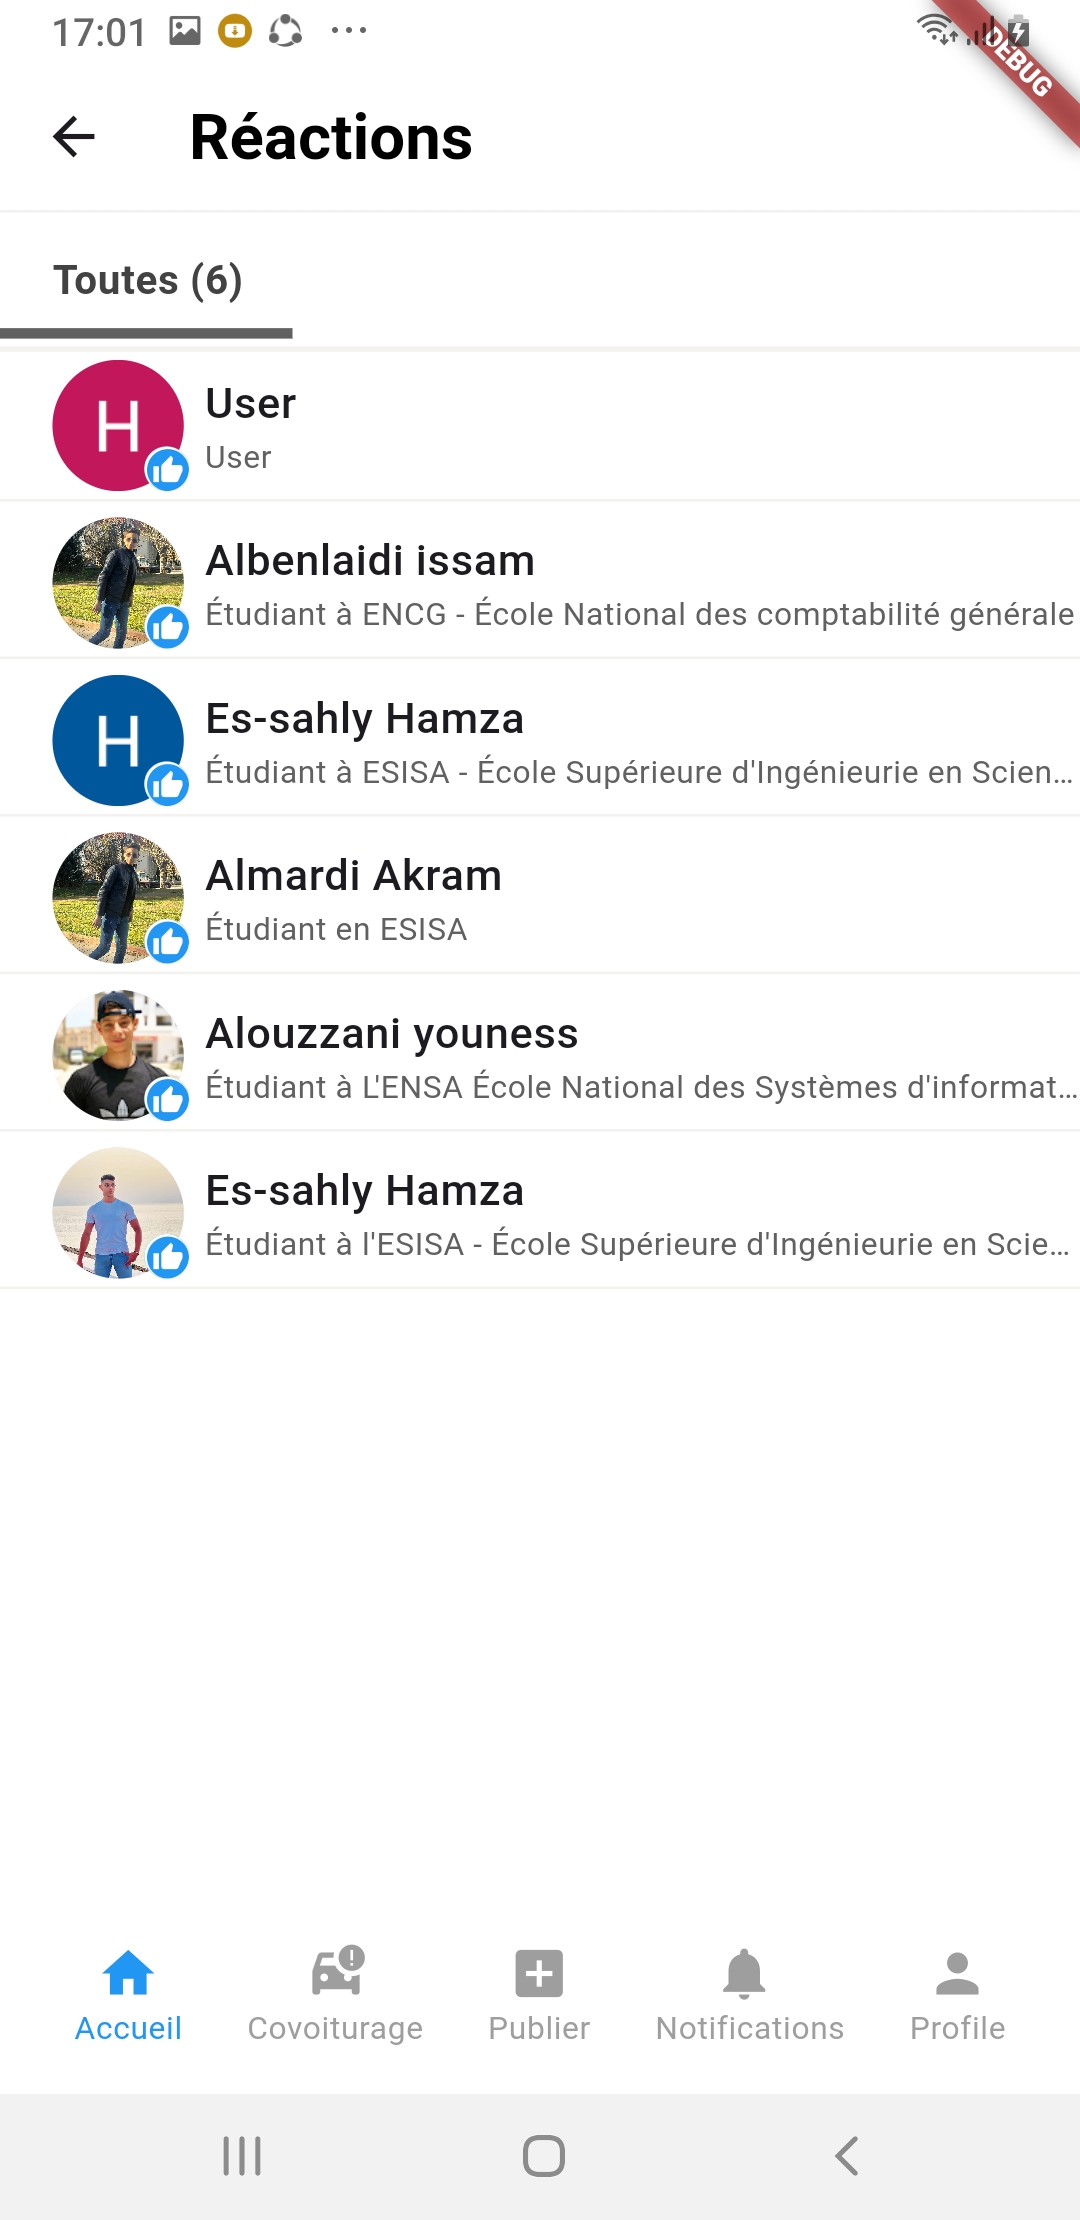 17:01
DEBUG
Réactions
Toutes (6)
H
User
User
Albenlaidi issam
Étudiant à ENCG - École National des comptabilité générale
H
Es-sahly Hamza
Étudiant à ESISA - École Supérieure d'Ingénieurie en Scien...
Almardi Akram
Étudiant en ESISA
Alouzzani youness
Étudiant à L'ENSA École National des Systèmes d'informat...
Es-sahly Hamza
Étudiant à l'ESISA - École Supérieure d'Ingénieurie en Scie...
Accueil Covoiturage Publier Notifications Profile